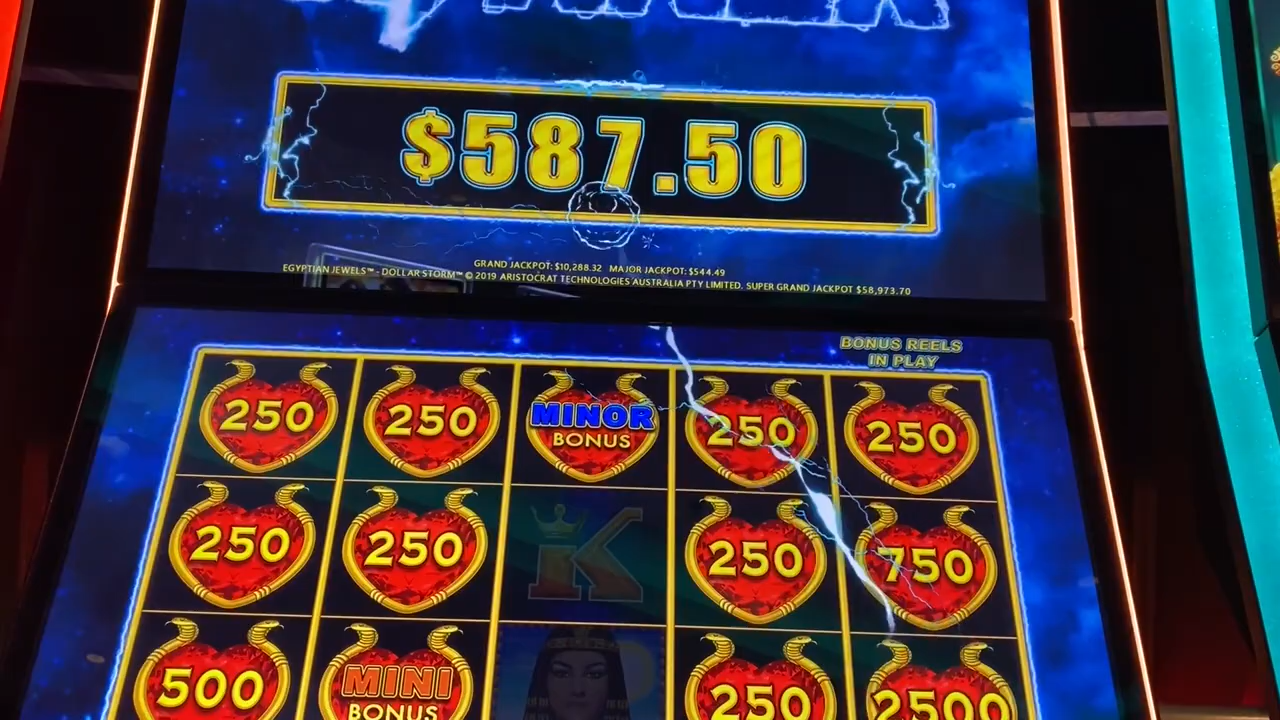 $587.50
GRAND JACKPOT: $10,288.32 MAJOR JACKPOT: $544.49
EGYPTIAN JEWELS™ - DOLLAR STORM™ © 2019 ARISTOCRAT TECHNOLOGIES AUSTRALIA PTY LIMITED. SUPER GRAND JACKPOT $58,973.70
BONUS REELS
IN PLAY
250 250 MINOR BONUS 250 250
250 250 K 250 750
500 MINI BONUS 250 2500